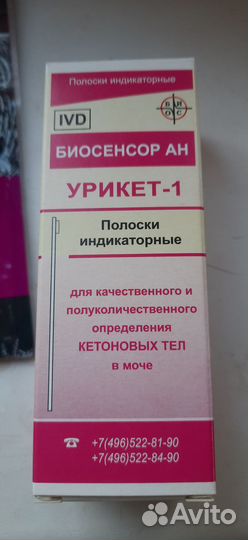 Полоски индикаторные
IVD
БИОС
БИОСЕНСОР АН
УРИКЕТ-1
Полоски
индикаторные
для качественного и
полуколичественного
определения
КЕТОНОВЫХ ТЕЛ
в моче
☎ +7(496)522-81-90
+7(496)522-84-90
Avito